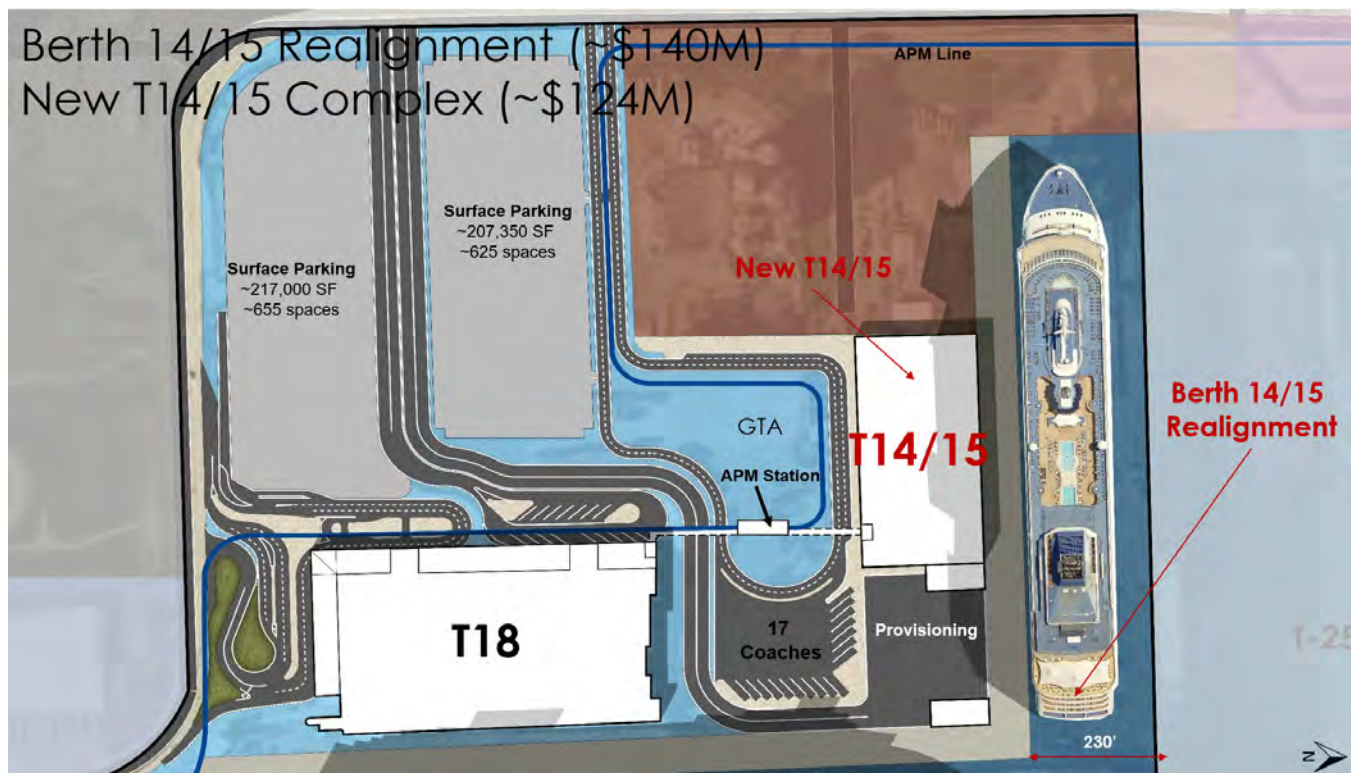 Berth 14/15 Realignment (~$140M)
New T14/15 Complex (~$124M)
APM Line
Surface Parking
~207,350 SF
~625 spaces
Surface Parking
~217,000 SF
~655 spaces
New T14/15
Berth 14/15
Realignment
GTA
T14/15
APM Station
T18
17
Coaches
Provisioning
T-25
230'
N